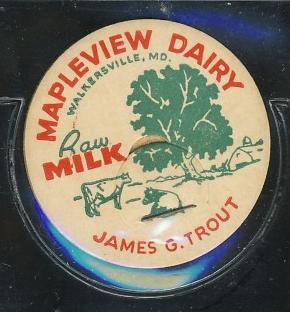 MAPLEVIEW DAIRY
WALKERSVILLE, MD.
Raw
MILK
JAMES G. TROUT